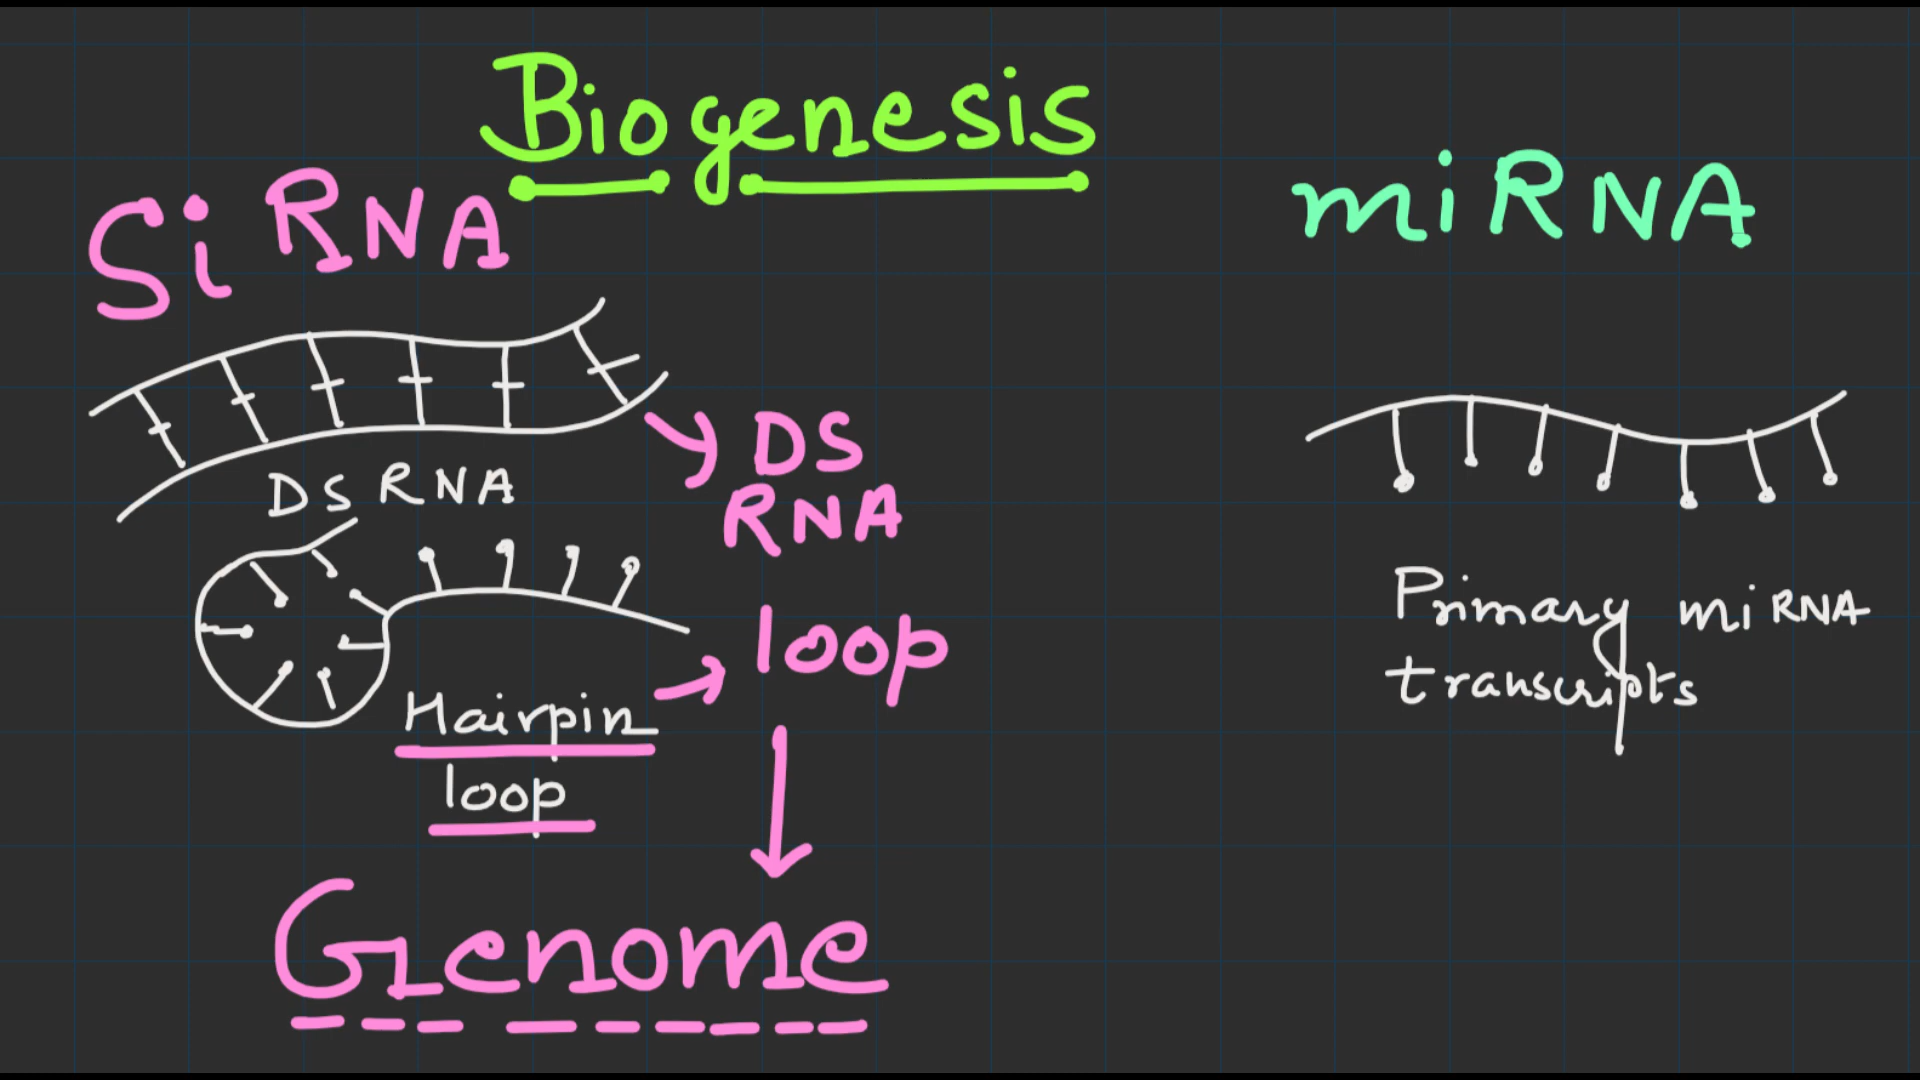 Biogenesis
SiRNA
miRNA
DS RNA
DS
RNA
Hairpin
loop
loop
Genome
Primary miRNA
transcripts